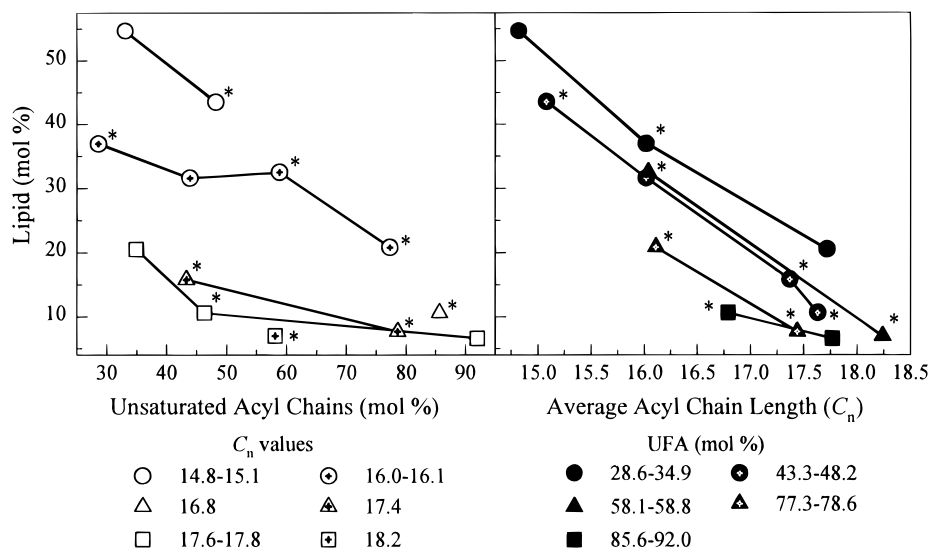 50
40
30
20
10
Lipid (mol %)
30 40 50 60 70 80 90
15.0 15.5 16.0 16.5 17.0 17.5 18.0 18.5
Unsaturated Acyl Chains (mol %)
Average Acyl Chain Length (Cn)
Cn values
UFA (mol %)
14.8-15.1
16.0-16.1
28.6-34.9
43.3-48.2
16.8
17.4
58.1-58.8
77.3-78.6
17.6-17.8
18.2
85.6-92.0
* * * * * * * * *
* * * * * * * * *